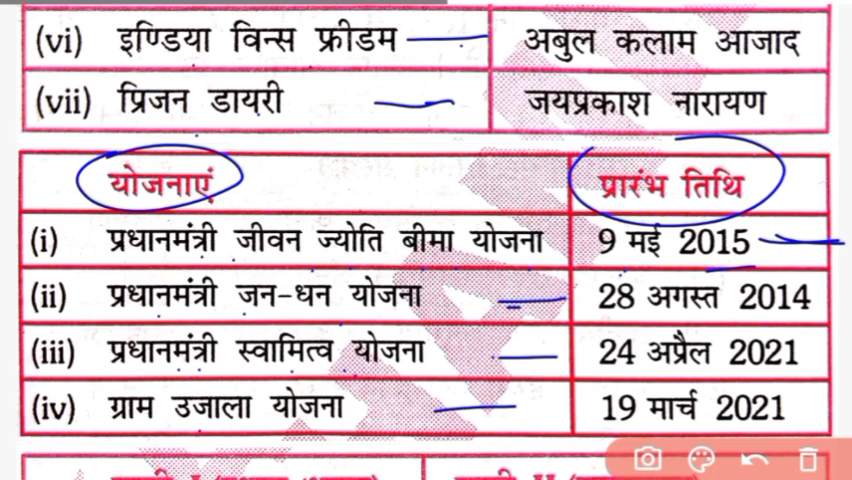 (vi) इण्डिया विन्स फ्रीडम अबुल कलाम आजाद
(vii) प्रिजन डायरी जयप्रकाश नारायण
योजनाएं प्रारंभ तिथि
(i) प्रधानमंत्री जीवन ज्योति बीमा योजना 9 मई 2015
(ii) प्रधानमंत्री जन-धन योजना 28 अगस्त 2014
(iii) प्रधानमंत्री स्वामित्व योजना 24 अप्रैल 2021
(iv) ग्राम उजाला योजना 19 मार्च 2021